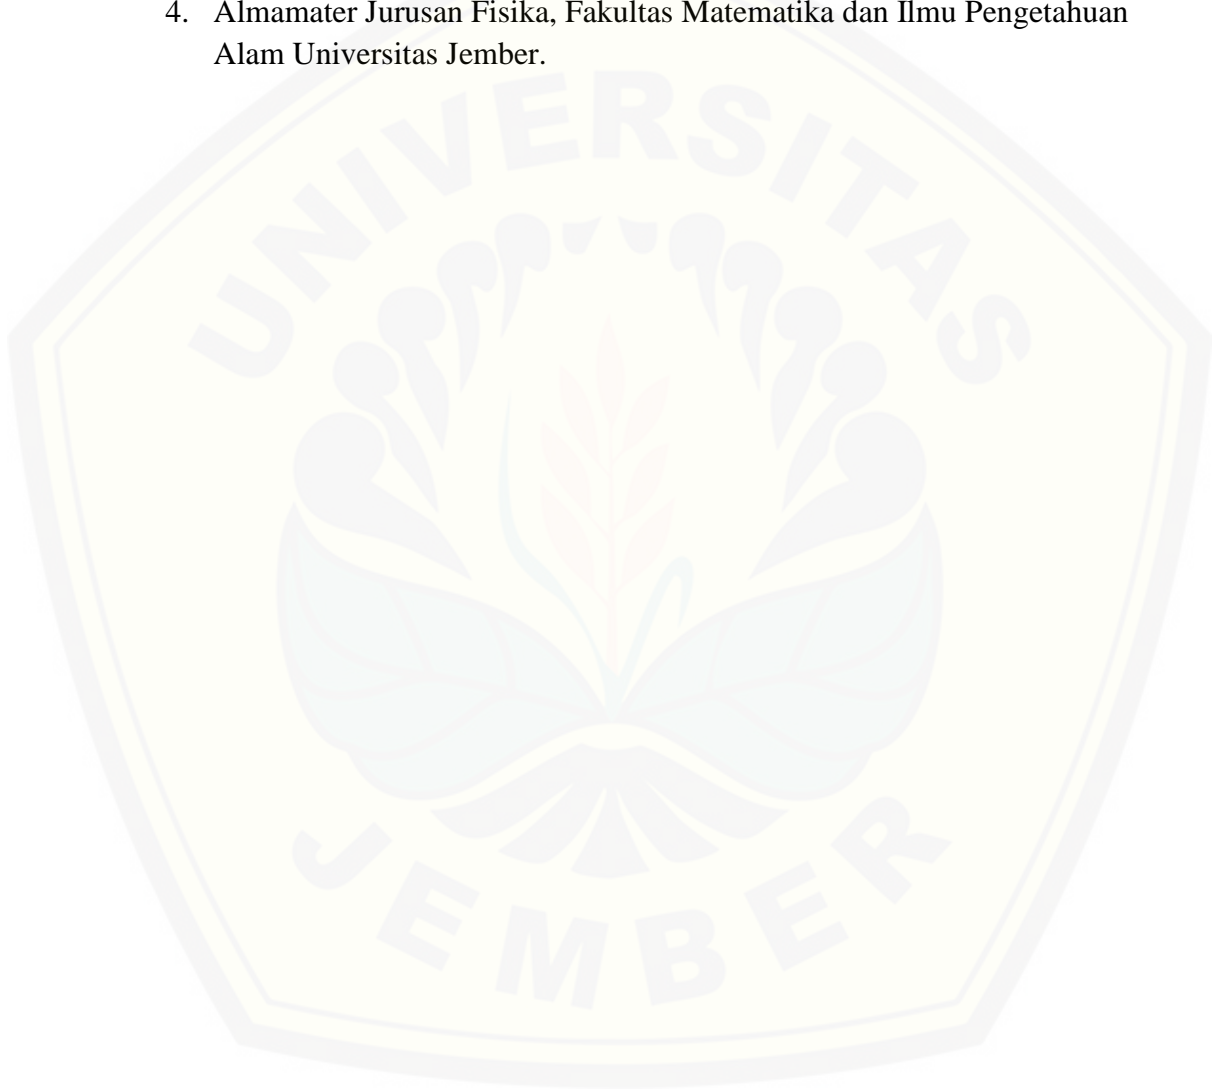 4. Almamater Jurusan Fisika, Fakultas Matematika dan Ilmu Pengetahuan
Alam Universitas Jember.
UNIVERSITAS
JEMBER